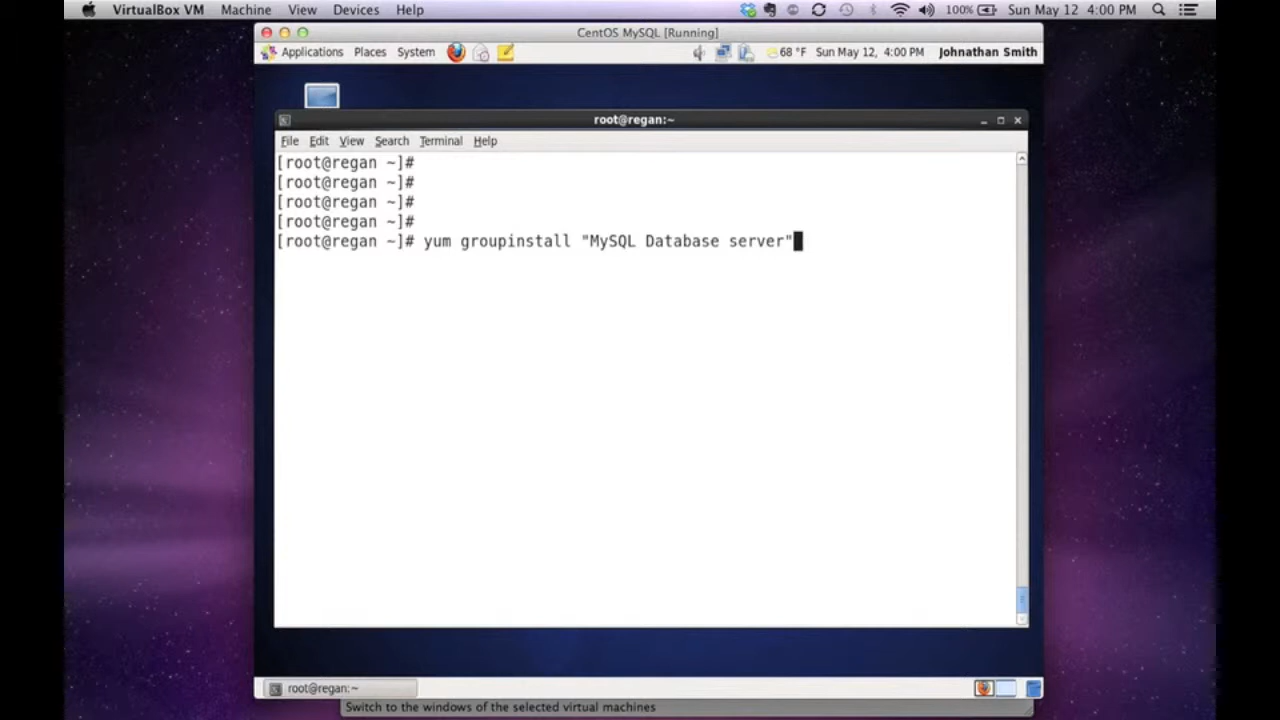 VirtualBox VM Machine View Devices Help 100% Sun May 12 4:00 PM
CentOS MySQL [Running]
Applications Places System 68 °F Sun May 12, 4:00 PM Johnathan Smith
root@regan:~
File Edit View Search Terminal Help
[root@regan ~]#
[root@regan ~]#
[root@regan ~]#
[root@regan ~]#
[root@regan ~]# yum groupinstall "MySQL Database server"
root@regan:~
Switch to the windows of the selected virtual machines